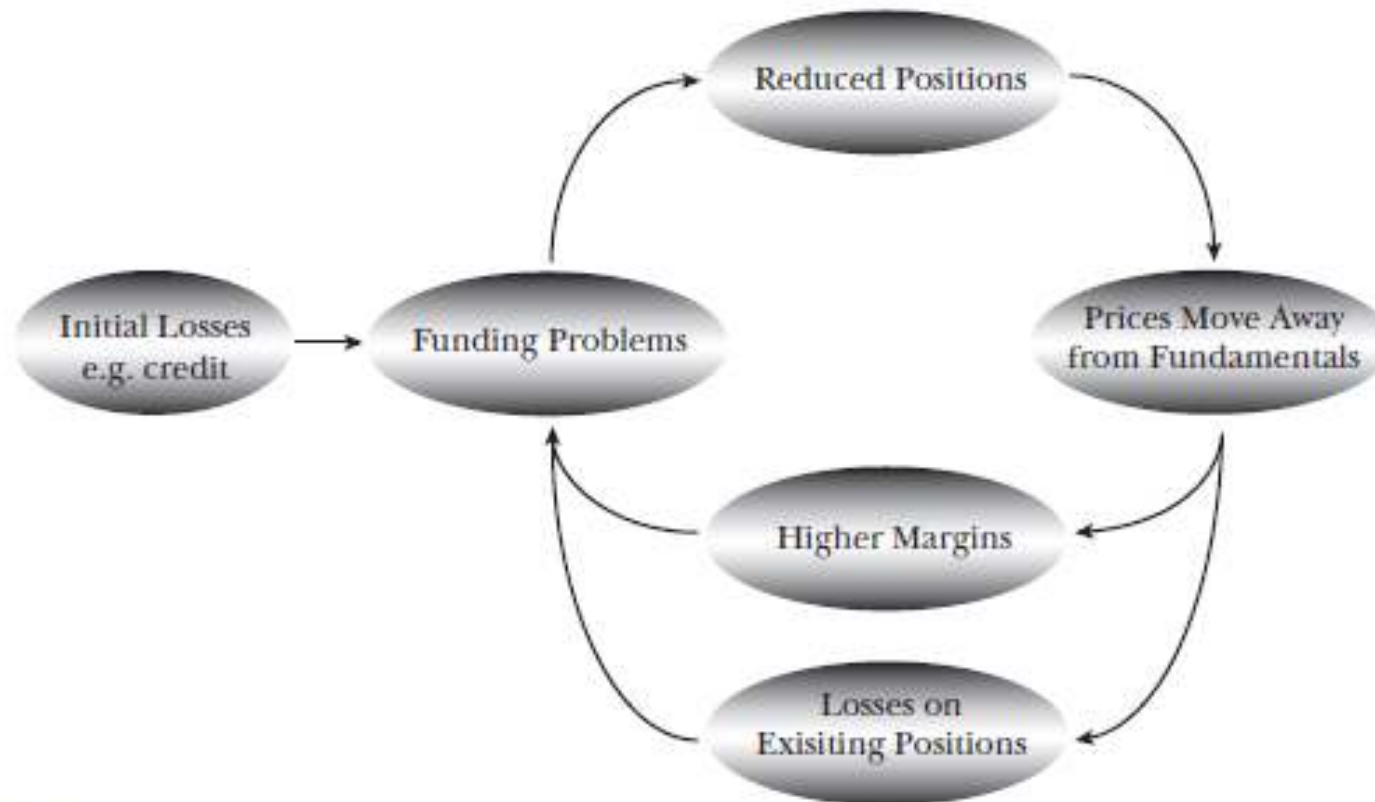 Reduced Positions
Initial Losses
e.g. credit
Funding Problems
Prices Move Away
from Fundamentals
Higher Margins
Losses on
Exisiting Positions